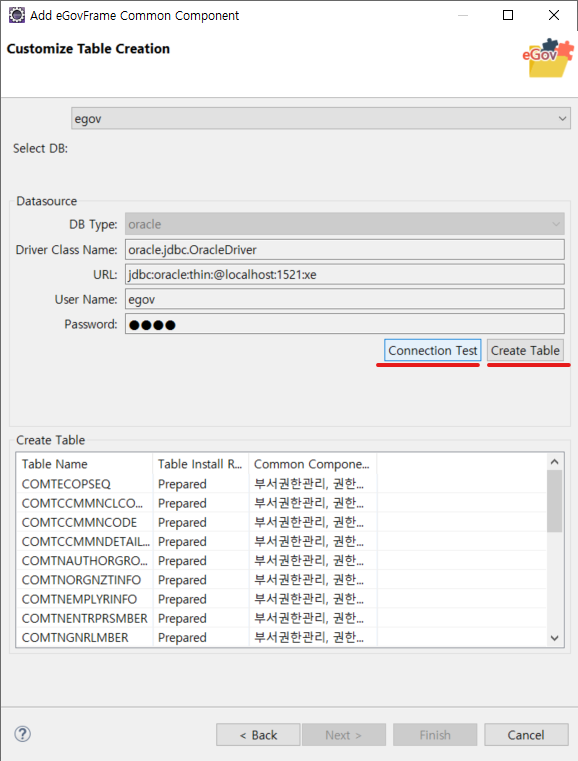 Add eGovFrame Common Component
Customize Table Creation
eGov
egov
Select DB:
Datasource
DB Type: oracle
Driver Class Name: oracle.jdbc.OracleDriver
URL: jdbc:oracle:thin:@localhost:1521:xe
User Name: egov
Password: ●●●●
Connection Test Create Table
Create Table
Table Name Table Install R... Common Compone...
COMTECOPSEQ Prepared 부서권한관리, 권한...
COMTCCMMNCLCO... Prepared 부서권한관리, 권한...
COMTCCMMNCODE Prepared 부서권한관리, 권한...
COMTCCMMNDETAIL... Prepared 부서권한관리, 권한...
COMTNAUTHORGRO... Prepared 부서권한관리, 권한...
COMTNORGNZTINFO Prepared 부서권한관리, 권한...
COMTNEMPLYRINFO Prepared 부서권한관리, 권한...
COMTNENTRPRSMBER Prepared 부서권한관리, 권한...
COMTNGNRLMBER Prepared 부서권한관리, 권한...
? < Back Next > Finish Cancel